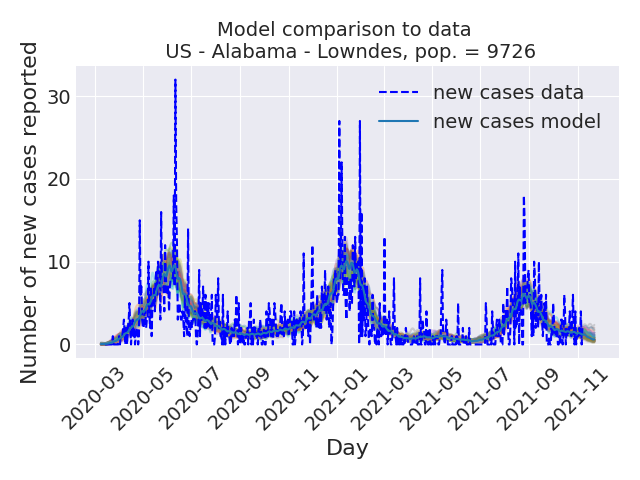 Model comparison to data
US - Alabama - Lowndes, pop. = 9726
Number of new cases reported
30
20
10
0
new cases data
new cases model
2020-03
2020-05
2020-07
2020-09
2020-11
2021-01
2021-03
2021-05
2021-07
2021-09
2021-11
Day